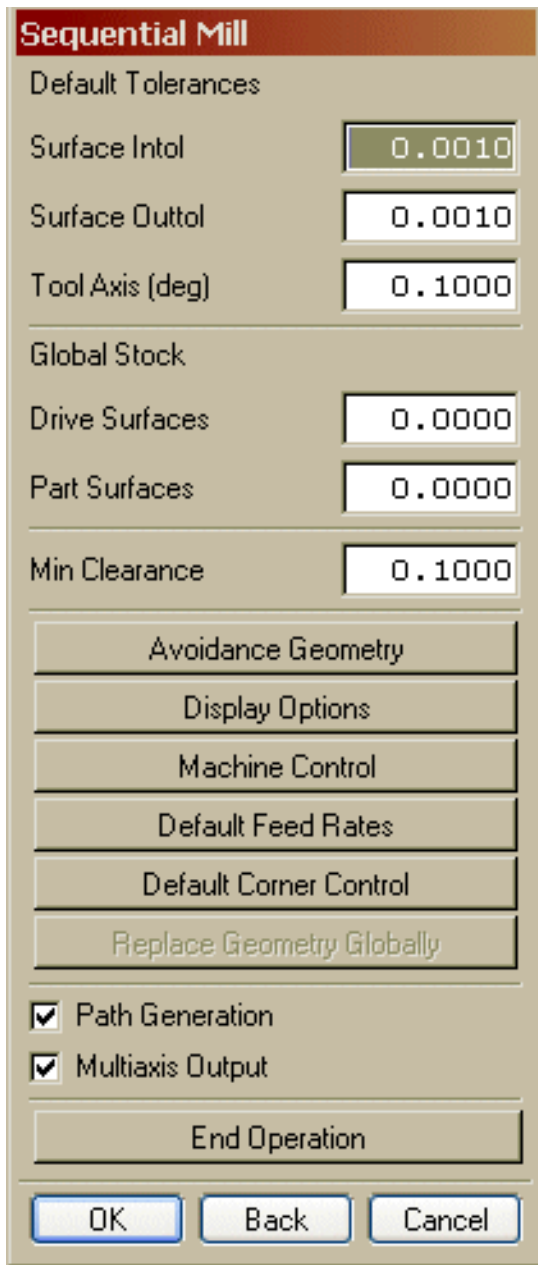 Sequential Mill
Default Tolerances
Surface Intol 0.0010
Surface Outtol 0.0010
Tool Axis (deg) 0.1000
Global Stock
Drive Surfaces 0.0000
Part Surfaces 0.0000
Min Clearance 0.1000
Avoidance Geometry
Display Options
Machine Control
Default Feed Rates
Default Corner Control
Replace Geometry Globally
Path Generation
Multiaxis Output
End Operation
OK Back Cancel